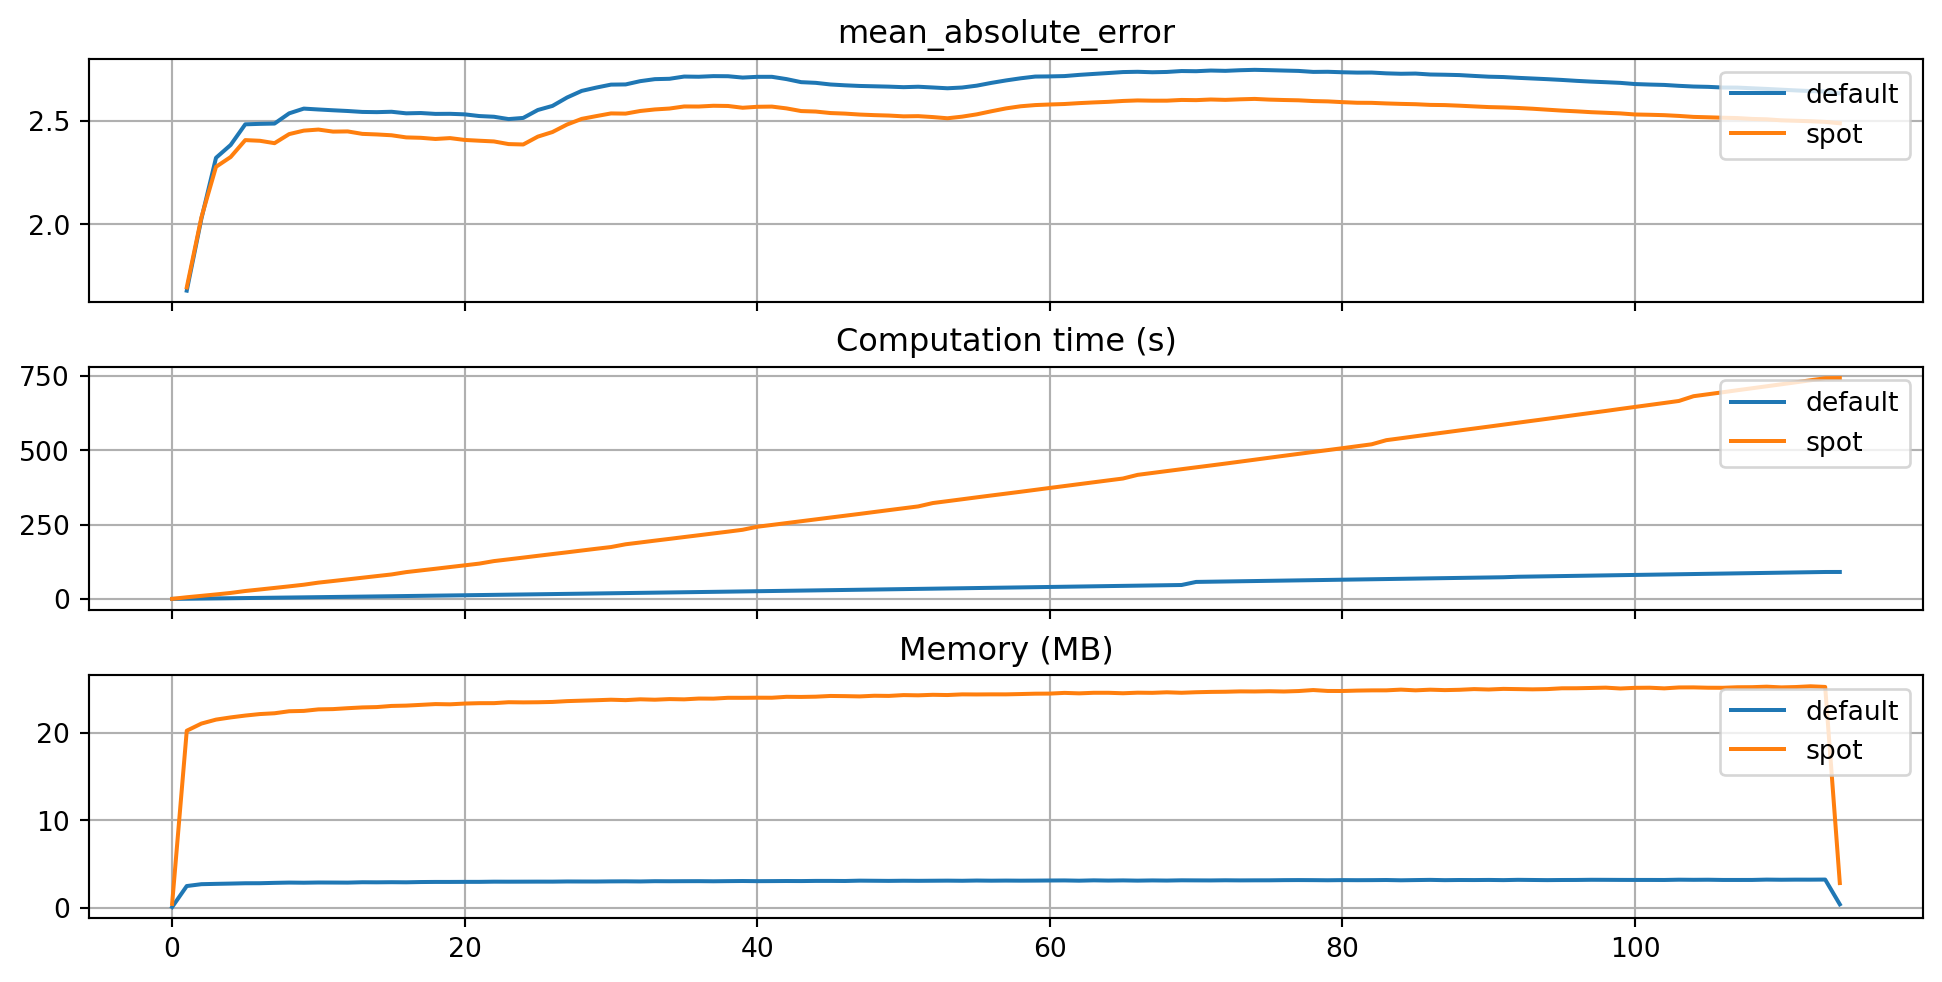 mean_absolute_error
2.5
2.0
default
spot
Computation time (s)
750
500
250
0
default
spot
Memory (MB)
20
10
0
default
spot
0 20 40 60 80 100